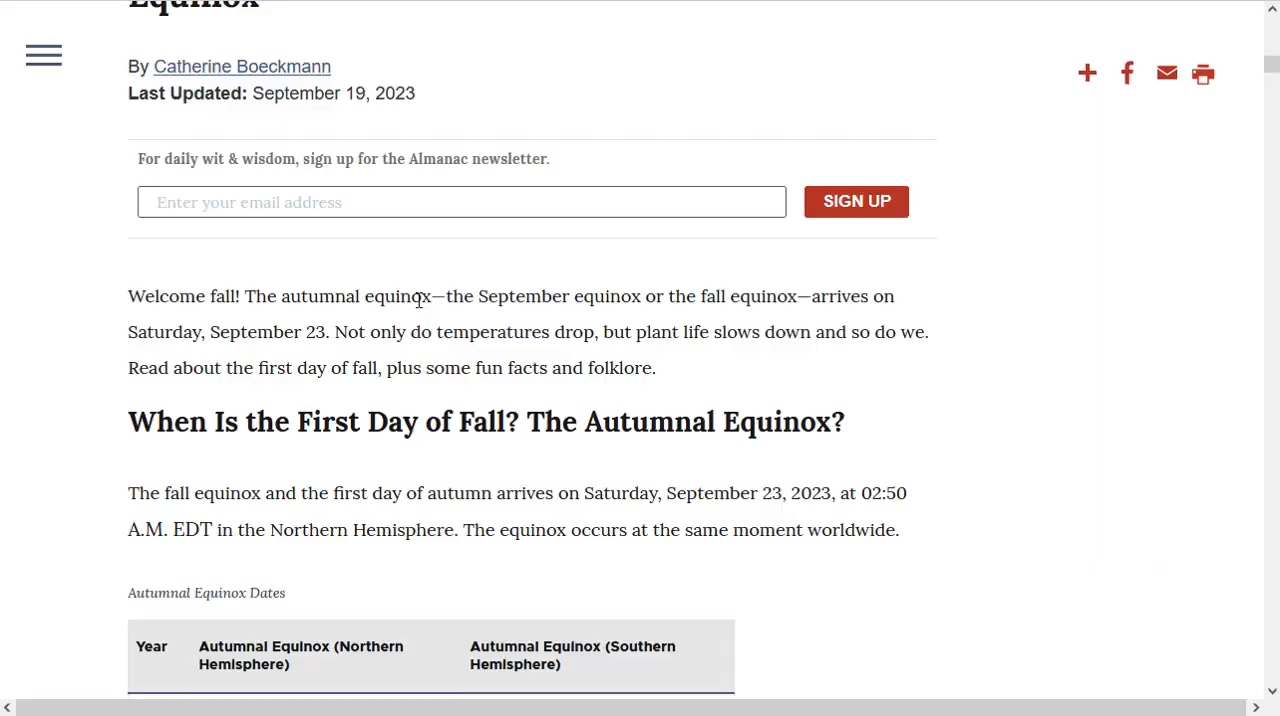 Equinox
By Catherine Boeckmann
Last Updated: September 19, 2023
For daily wit & wisdom, sign up for the Almanac newsletter.
Enter your email address
SIGN UP
Welcome fall! The autumnal equinox—the September equinox or the fall equinox—arrives on
Saturday, September 23. Not only do temperatures drop, but plant life slows down and so do we.
Read about the first day of fall, plus some fun facts and folklore.
When Is the First Day of Fall? The Autumnal Equinox?
The fall equinox and the first day of autumn arrives on Saturday, September 23, 2023, at 02:50
A.M. EDT in the Northern Hemisphere. The equinox occurs at the same moment worldwide.
Autumnal Equinox Dates
Year
Autumnal Equinox (Northern
Hemisphere)
Autumnal Equinox (Southern
Hemisphere)